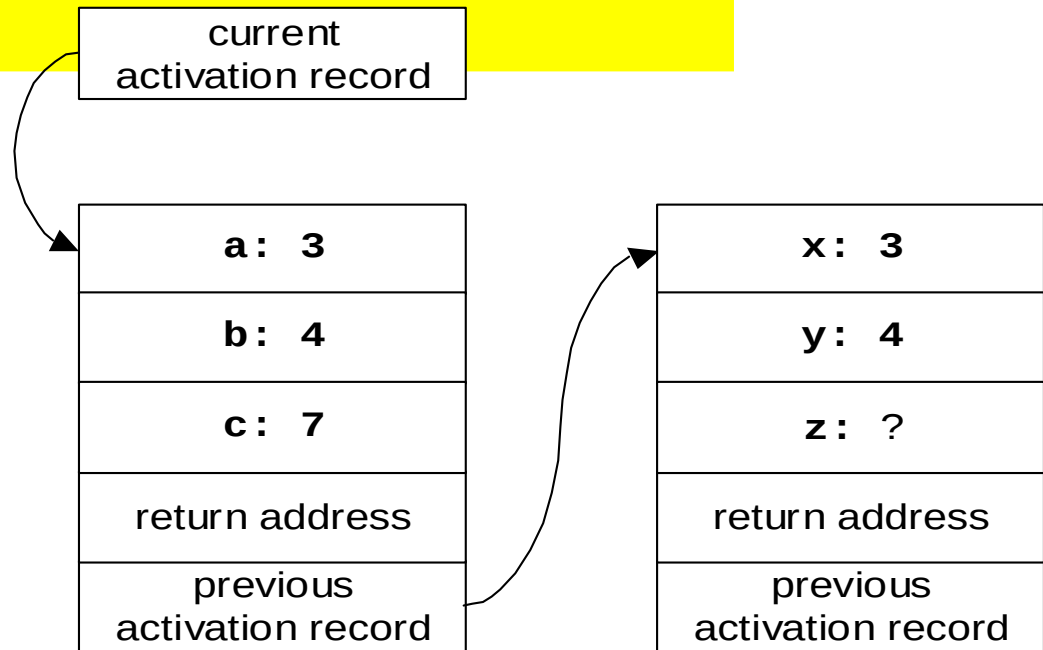 current
activation record
a: 3
b: 4
c: 7
return address
previous
activation record
x: 3
y: 4
z: ?
return address
previous
activation record